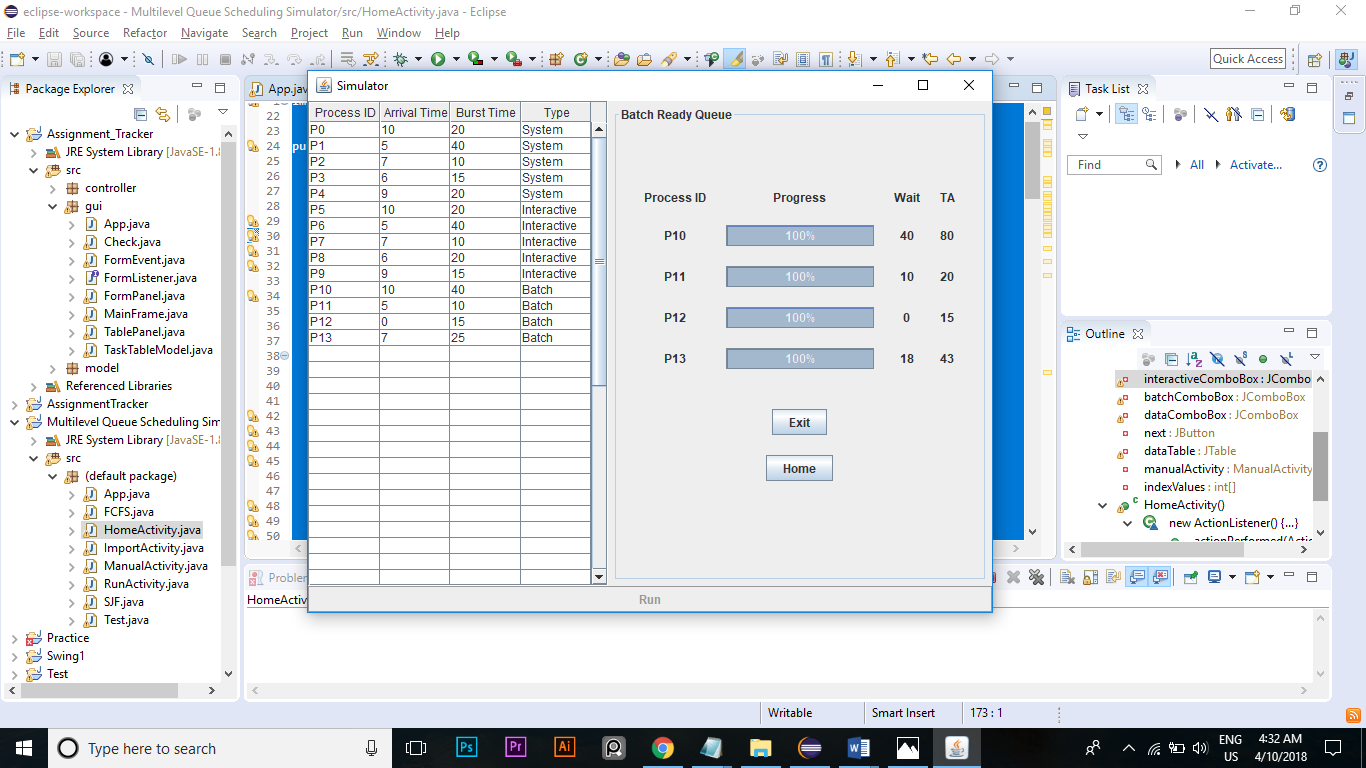 eclipse-workspace - Multilevel Queue Scheduling Simulator/src/HomeActivity.java - Eclipse
File Edit Source Refactor Navigate Search Project Run Window Help
Quick Access
Package Explorer
Assignment_Tracker
JRE System Library [JavaSE-1.8
src
controller
gui
App.java
Check.java
FormEvent.java
FormListener.java
FormPanel.java
MainFrame.java
TablePanel.java
TaskTableModel.java
model
Referenced Libraries
AssignmentTracker
Multilevel Queue Scheduling Sim
JRE System Library [JavaSE-1.8
src
(default package)
App.java
FCFS.java
HomeActivity.java
ImportActivity.java
ManualActivity.java
RunActivity.java
SJF.java
Test.java
Practice
Swing1
Test
App.jav
22
23
24 pu
25
26
27
28
29
30
31
32
33
34
35
36
37
38
39
40
41
42
43
44
45
46
47
48
49
50
Simulator
Process ID Arrival Time Burst Time Type
P0 10 20 System
P1 5 40 System
P2 7 10 System
P3 6 15 System
P4 9 20 System
P5 10 20 Interactive
P6 5 40 Interactive
P7 7 10 Interactive
P8 6 20 Interactive
P9 9 15 Interactive
P10 10 40 Batch
P11 5 10 Batch
P12 0 15 Batch
P13 7 25 Batch
Batch Ready Queue
Process ID Progress Wait TA
P10 100% 40 80
P11 100% 10 20
P12 100% 0 15
P13 100% 18 43
Exit
Home
Run
Problem
HomeActiv
Task List
Find All Activate...
Outline
interactiveComboBox : JCombo
batchComboBox : JComboBox
dataComboBox : JComboBox
next : JButton
dataTable : JTable
manualActivity : ManualActivity
indexValues : int[]
HomeActivity()
new ActionListener() {...}
actionPerformed(Actio
Writable Smart Insert 173 : 1
Type here to search
Ps Pr Ai
ENG
US
4:32 AM
4/10/2018